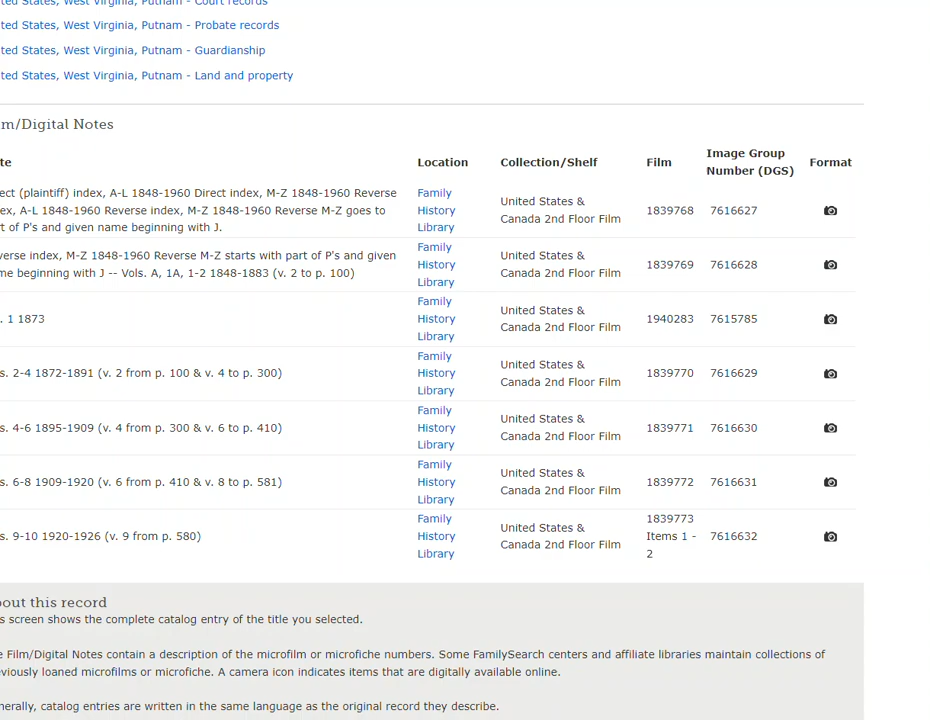 ted States, West Virginia, Putnam - Court records
ted States, West Virginia, Putnam - Probate records
ted States, West Virginia, Putnam - Guardianship
ted States, West Virginia, Putnam - Land and property
m/Digital Notes
te
Location
Collection/Shelf
Film
Image Group Number (DGS)
Format
ect (plaintiff) index, A-L 1848-1960 Direct index, M-Z 1848-1960 Reverse
ex, A-L 1848-1960 Reverse index, M-Z 1848-1960 Reverse M-Z goes to
t of P's and given name beginning with J.
Family
History
Library
United States &
Canada 2nd Floor Film
1839768
7616627
verse index, M-Z 1848-1960 Reverse M-Z starts with part of P's and given
me beginning with J -- Vols. A, 1A, 1-2 1848-1883 (v. 2 to p. 100)
Family
History
Library
United States &
Canada 2nd Floor Film
1839769
7616628
. 1 1873
Family
History
Library
United States &
Canada 2nd Floor Film
1940283
7615785
s. 2-4 1872-1891 (v. 2 from p. 100 & v. 4 to p. 300)
Family
History
Library
United States &
Canada 2nd Floor Film
1839770
7616629
s. 4-6 1895-1909 (v. 4 from p. 300 & v. 6 to p. 410)
Family
History
Library
United States &
Canada 2nd Floor Film
1839771
7616630
s. 6-8 1909-1920 (v. 6 from p. 410 & v. 8 to p. 581)
Family
History
Library
United States &
Canada 2nd Floor Film
1839772
7616631
s. 9-10 1920-1926 (v. 9 from p. 580)
Family
History
Library
United States &
Canada 2nd Floor Film
1839773
Items 1 -
2
7616632
out this record
s screen shows the complete catalog entry of the title you selected.
e Film/Digital Notes contain a description of the microfilm or microfiche numbers. Some FamilySearch centers and affiliate libraries maintain collections of
viously loaned microfilms or microfiche. A camera icon indicates items that are digitally available online.
nerally, catalog entries are written in the same language as the original record they describe.